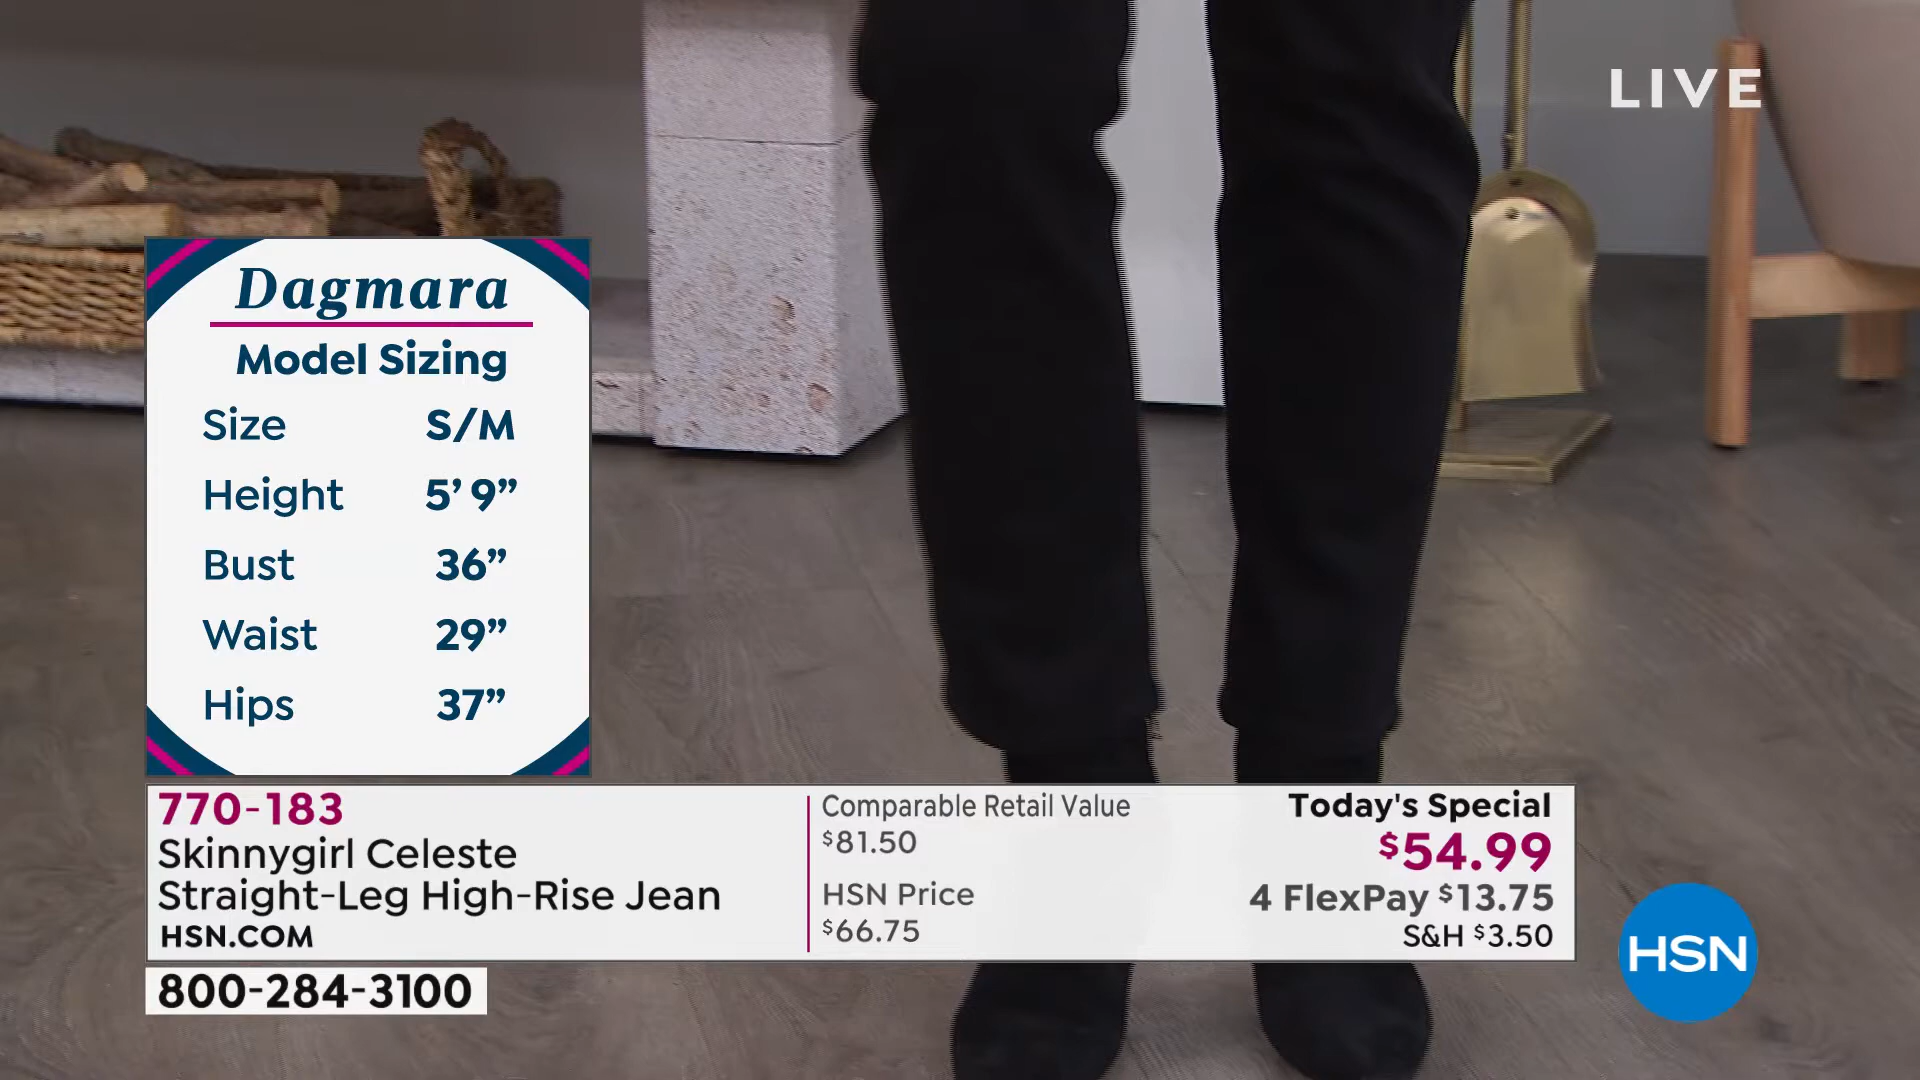 LIVE
Dagmara
Model Sizing
Size S/M
Height 5’ 9”
Bust 36”
Waist 29”
Hips 37”
770-183
Skinnygirl Celeste
Straight-Leg High-Rise Jean
HSN.COM
Comparable Retail Value
$81.50
HSN Price
$66.75
Today's Special
$54.99
4 FlexPay $13.75
S&H $3.50
800-284-3100
HSN